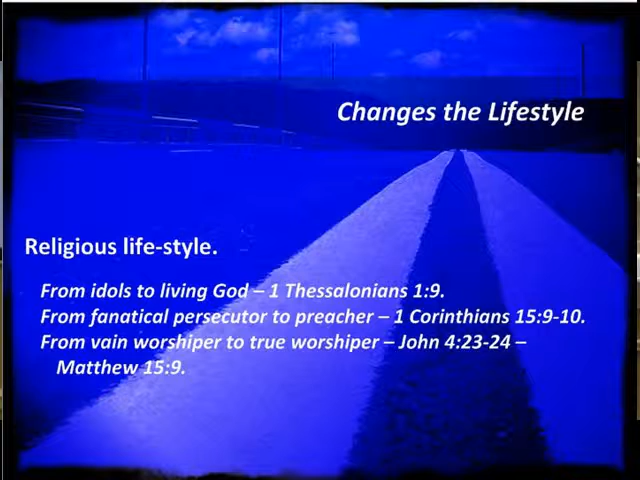 Changes the Lifestyle
Religious life-style.
From idols to living God – 1 Thessalonians 1:9.
From fanatical persecutor to preacher – 1 Corinthians 15:9-10.
From vain worshiper to true worshiper – John 4:23-24 –
Matthew 15:9.